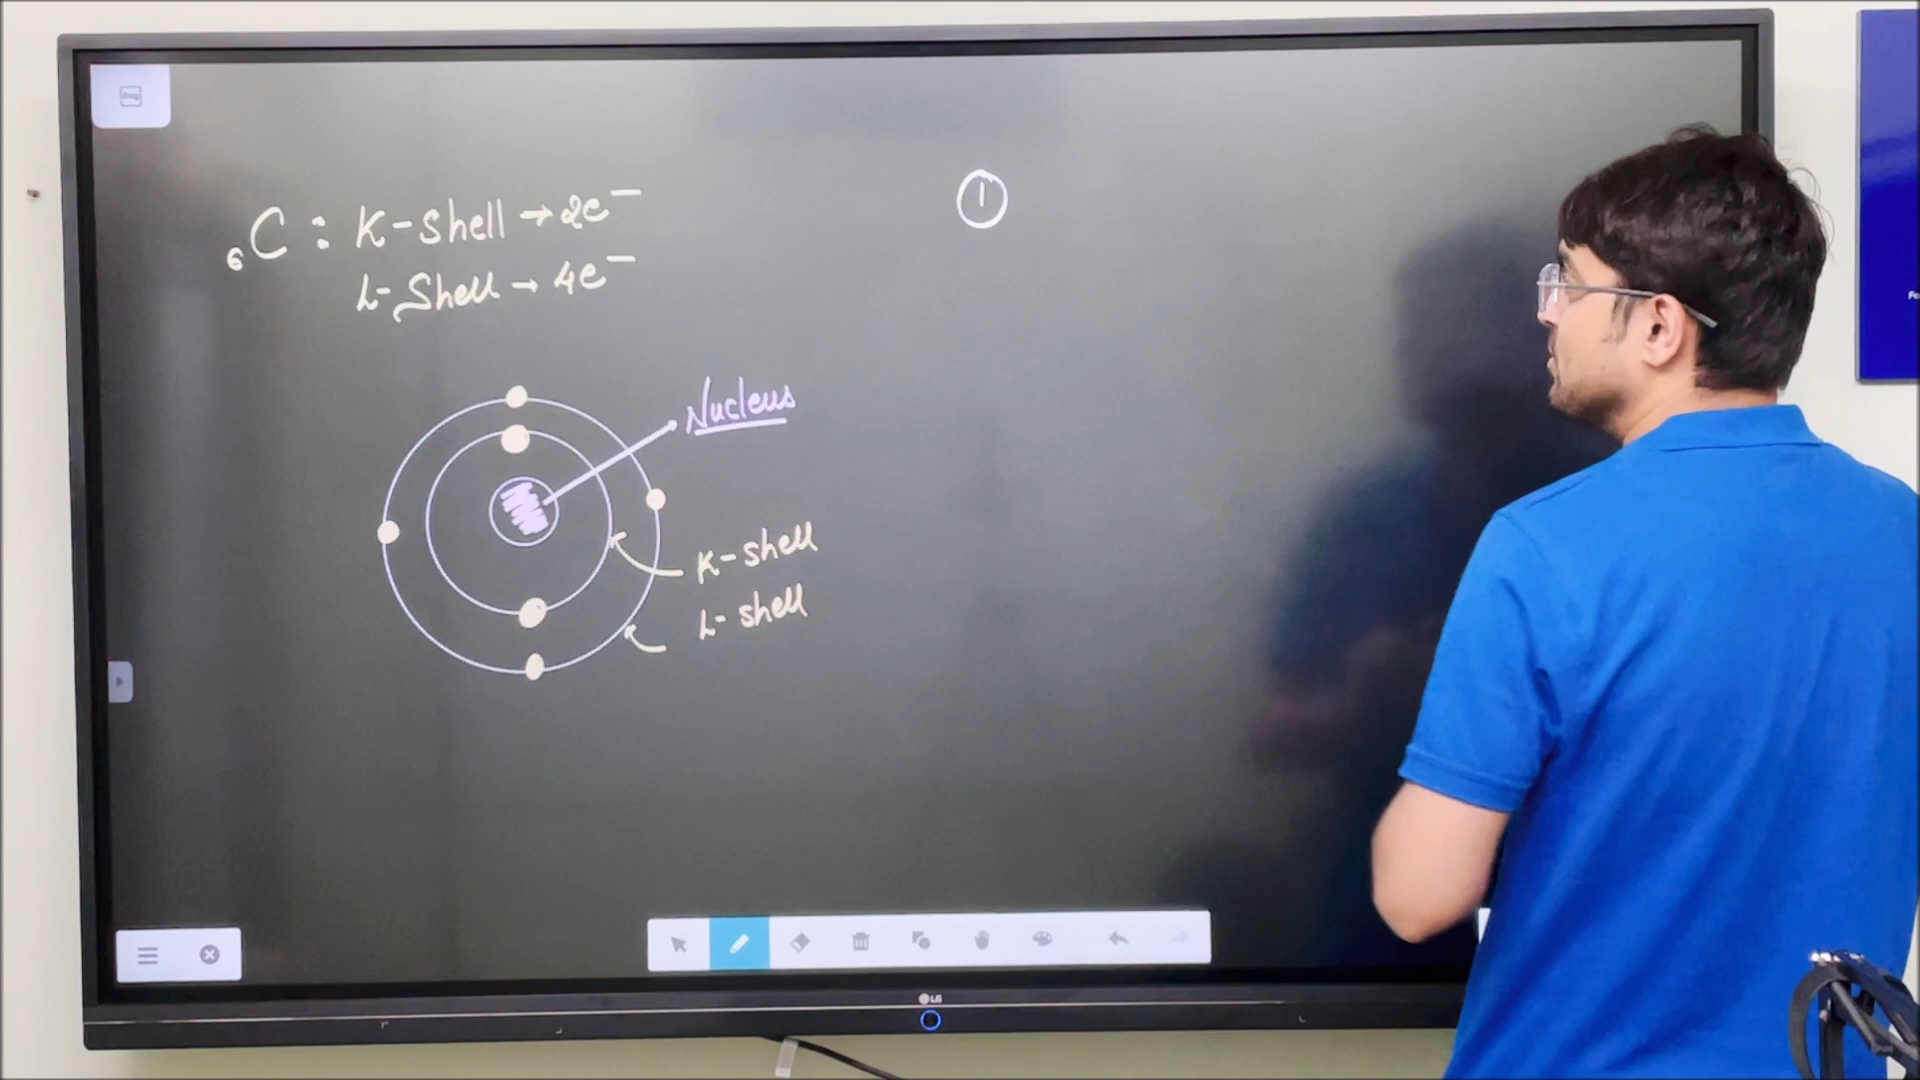 ₆C : K-Shell → 2e⁻
L-Shell → 4e⁻
①
Nucleus
K-shell
L-shell
LG